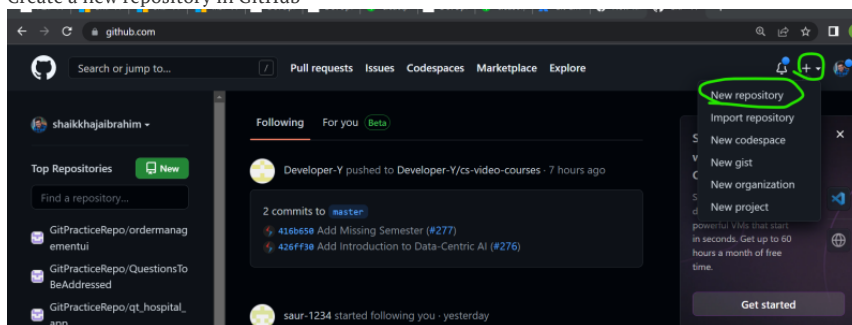 Create a new repository in GitHub
github.com
Search or jump to...
/
Pull requests Issues Codespaces Marketplace Explore
New repository
Import repository
New codespace
New gist
New organization
New project
shaikkhajaibrahim
Top Repositories
New
Find a repository...
GitPracticeRepo/ordermanag
ementui
GitPracticeRepo/QuestionsTo
BeAddressed
GitPracticeRepo/qt_hospital_
app
Following For you Beta
Developer-Y pushed to Developer-Y/cs-video-courses · 7 hours ago
2 commits to master
416b650 Add Missing Semester (#277)
426ff30 Add Introduction to Data-Centric AI (#276)
saur-1234 started following you · yesterday
powerful VMs that start
in seconds. Get up to 60
hours a month of free
time.
Get started